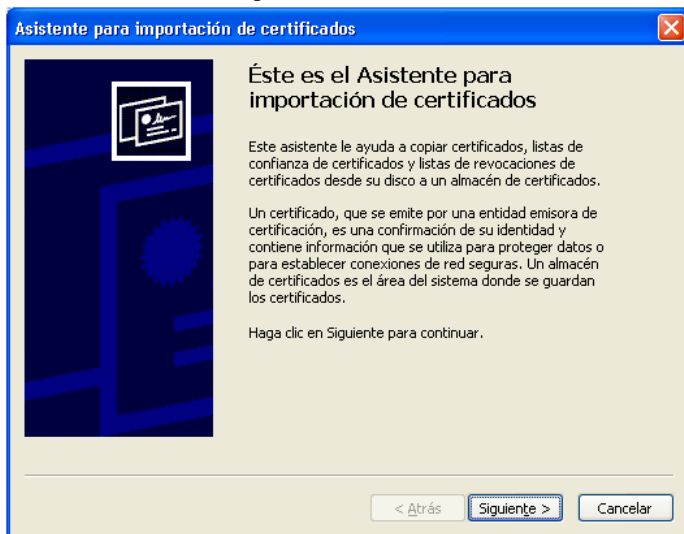 Asistente para importación de certificados
Éste es el Asistente para
importación de certificados
Este asistente le ayuda a copiar certificados, listas de
confianza de certificados y listas de revocaciones de
certificados desde su disco a un almacén de certificados.
Un certificado, que se emite por una entidad emisora de
certificación, es una confirmación de su identidad y
contiene información que se utiliza para proteger datos o
para establecer conexiones de red seguras. Un almacén
de certificados es el área del sistema donde se guardan
los certificados.
Haga clic en Siguiente para continuar.
< Atrás Siguiente > Cancelar